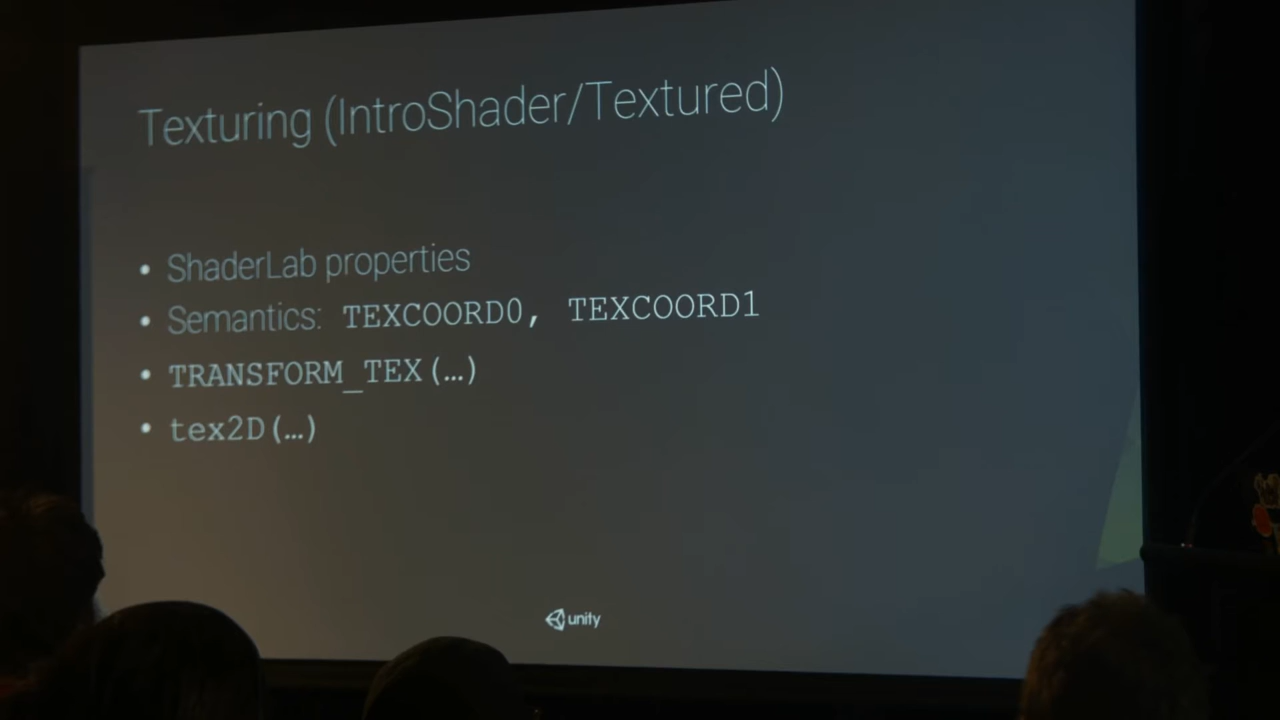 Texturing (IntroShader/Textured)
• ShaderLab properties
• Semantics: TEXCOORD0, TEXCOORD1
• TRANSFORM_TEX(…)
• tex2D(…)
unity